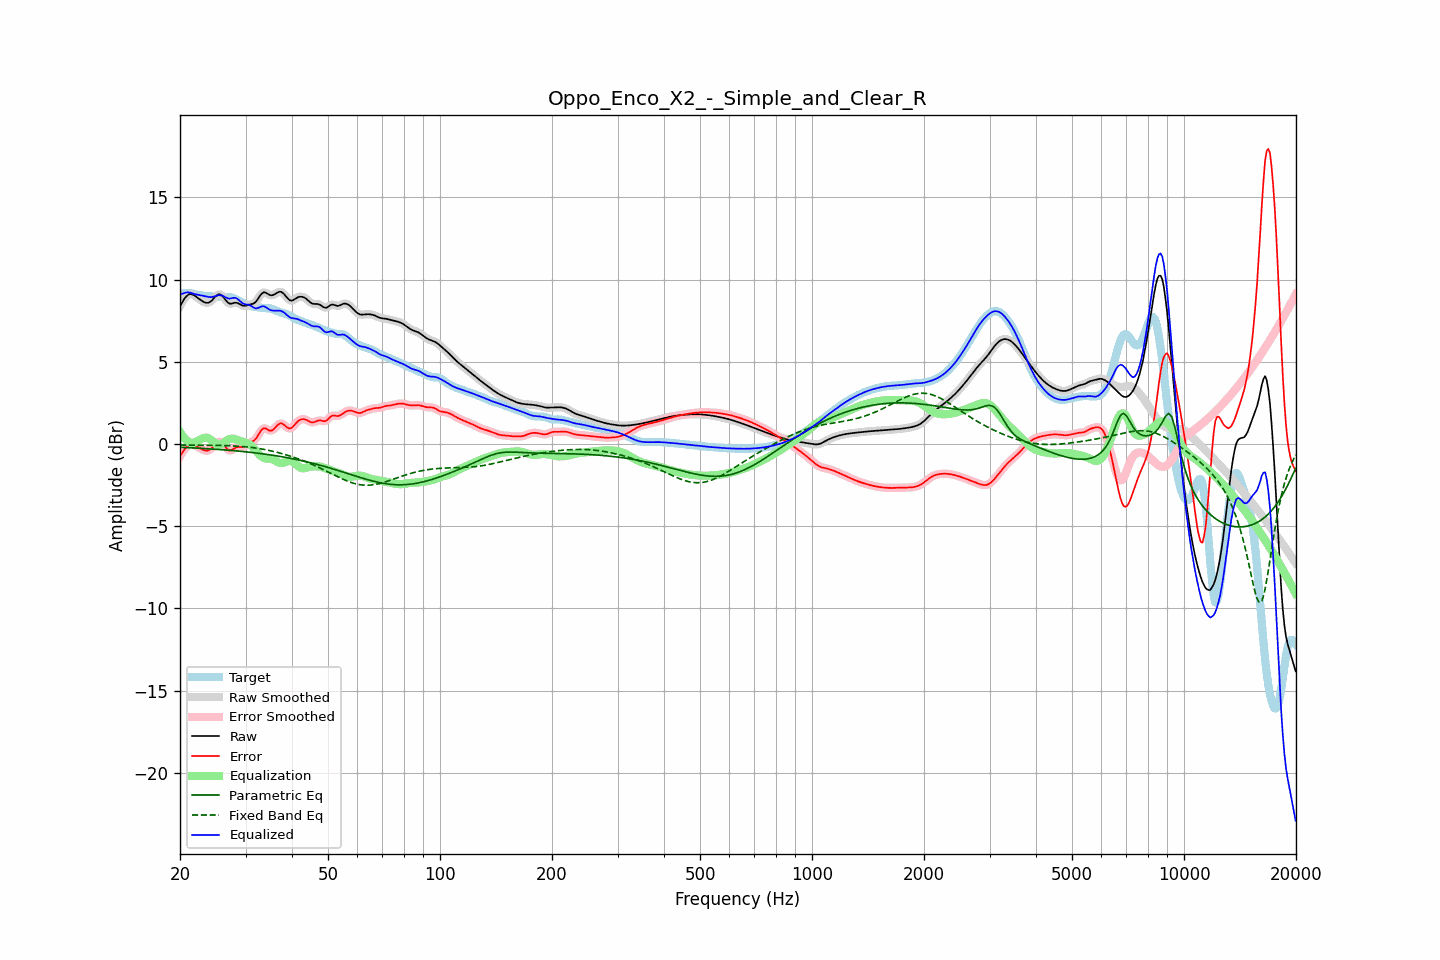 Oppo_Enco_X2_-_Simple_and_Clear_R
Amplitude (dBr)
15
10
5
0
−5
−10
−15
−20
Target
Raw Smoothed
Error Smoothed
Raw
Error
Equalization
Parametric Eq
Fixed Band Eq
Equalized
20 50 100 200 500 1000 2000 5000 10000 20000
Frequency (Hz)